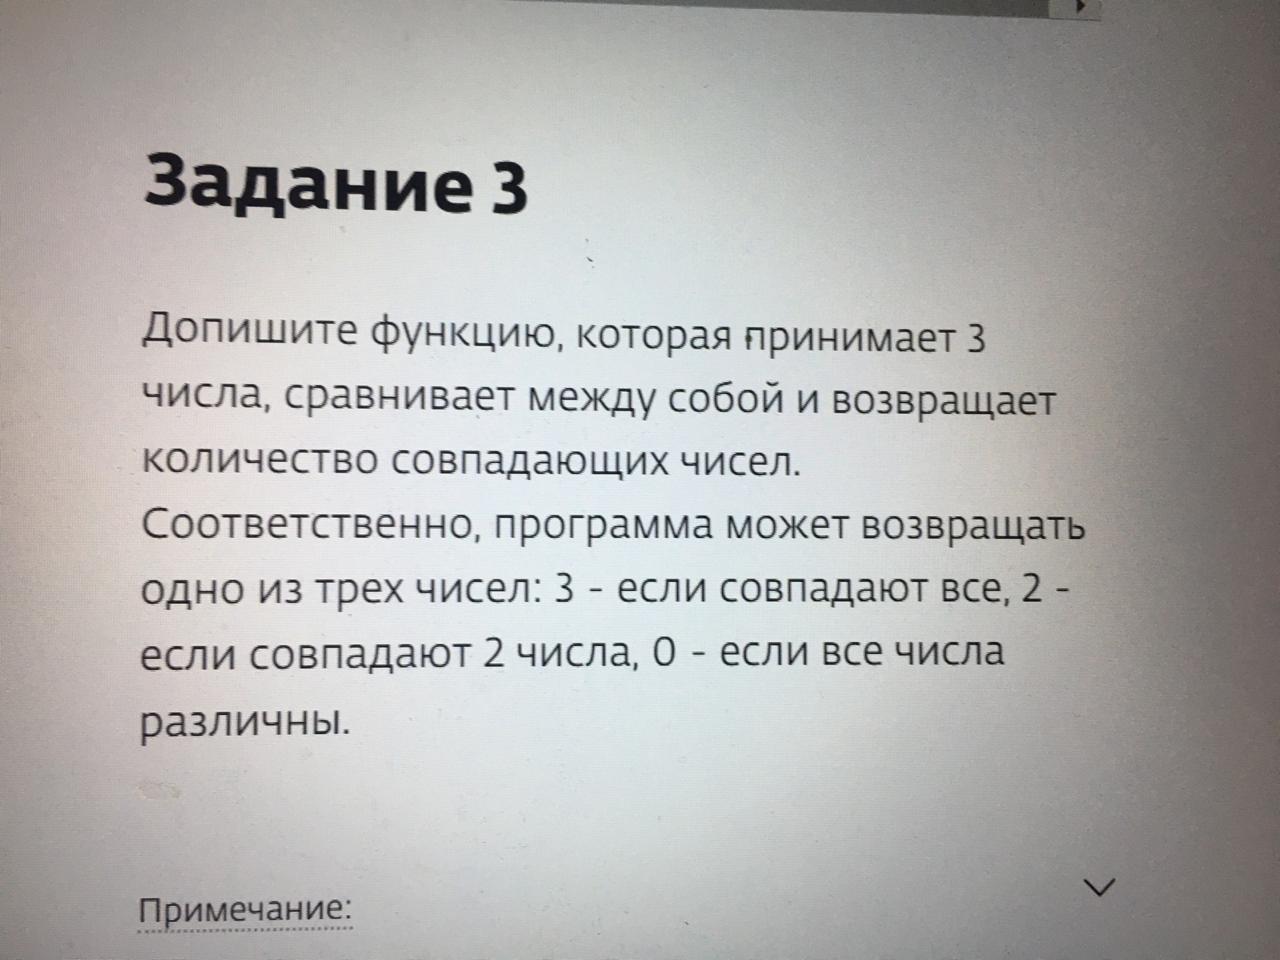 Задание 3
Допишите функцию, которая принимает 3
числа, сравнивает между собой и возвращает
количество совпадающих чисел.
Соответственно, программа может возвращать
одно из трех чисел: 3 - если совпадают все, 2 -
если совпадают 2 числа, 0 - если все числа
различны.
Примечание: